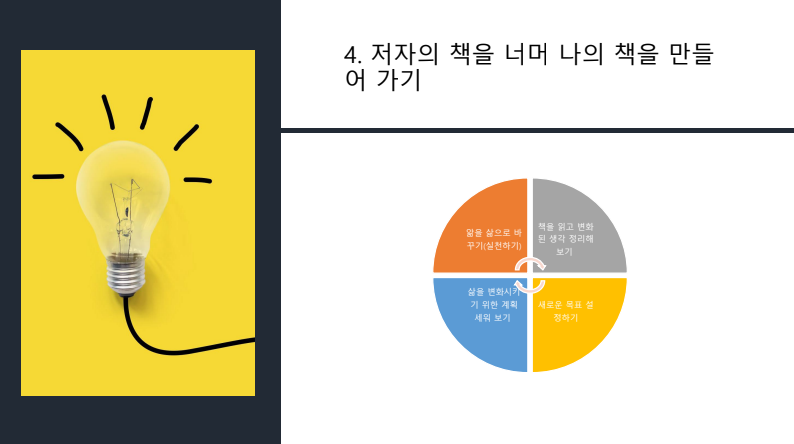 4. 저자의 책을 너머 나의 책을 만들
어 가기
앎을 삶으로 바
꾸기(실천하기)
책을 읽고 변화
된 생각 정리해
보기
삶을 변화시키
기 위한 계획
세워 보기
새로운 목표 설
정하기